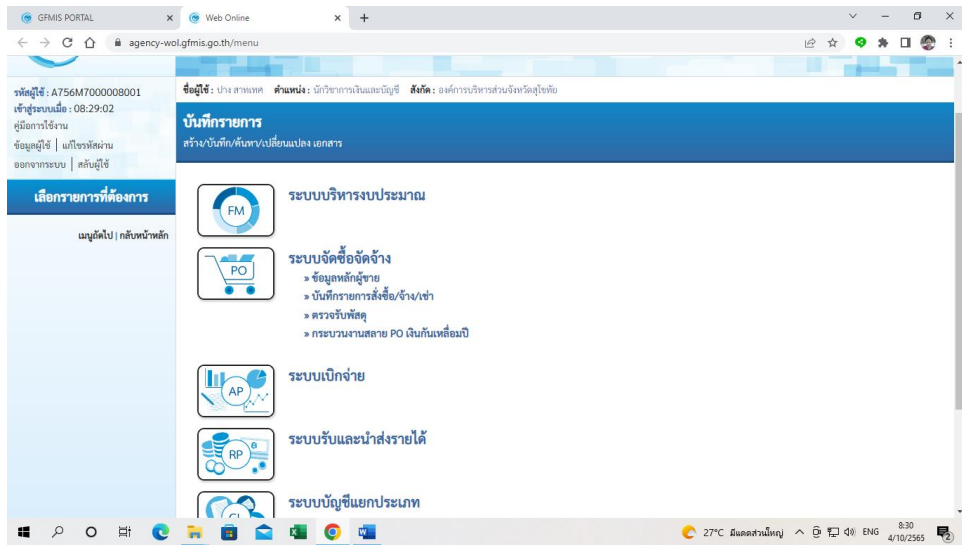 GFMIS PORTAL
Web Online
agency-wol.gfmis.go.th/menu
รหัสผู้ใช้ : A756M7000008001
เข้าสู่ระบบเมื่อ : 08:29:02
คู่มือการใช้งาน
ข้อมูลผู้ใช้ | แก้ไขรหัสผ่าน
ออกจากระบบ | สลับผู้ใช้
เลือกรายการที่ต้องการ
เมนูถัดไป | กลับหน้าหลัก
ชื่อผู้ใช้ : ปาง สาทเทศ ตำแหน่ง : นักวิชาการเงินและบัญชี สังกัด : องค์การบริหารส่วนจังหวัดสุโขทัย
บันทึกรายการ
สร้าง/บันทึก/ค้นหา/เปลี่ยนแปลง เอกสาร
FM
ระบบบริหารงบประมาณ
PO
ระบบจัดซื้อจัดจ้าง
» ข้อมูลหลักผู้ขาย
» บันทึกรายการสั่งซื้อ/จ้าง/เช่า
» ตรวจรับพัสดุ
» กระบวนงานสลาย PO เงินกันเหลื่อมปี
AP
ระบบเบิกจ่าย
RP
ระบบรับและนำส่งรายได้
GL
ระบบบัญชีแยกประเภท
27°C มีแดดส่วนใหญ่
ENG
8:30
4/10/2565
2